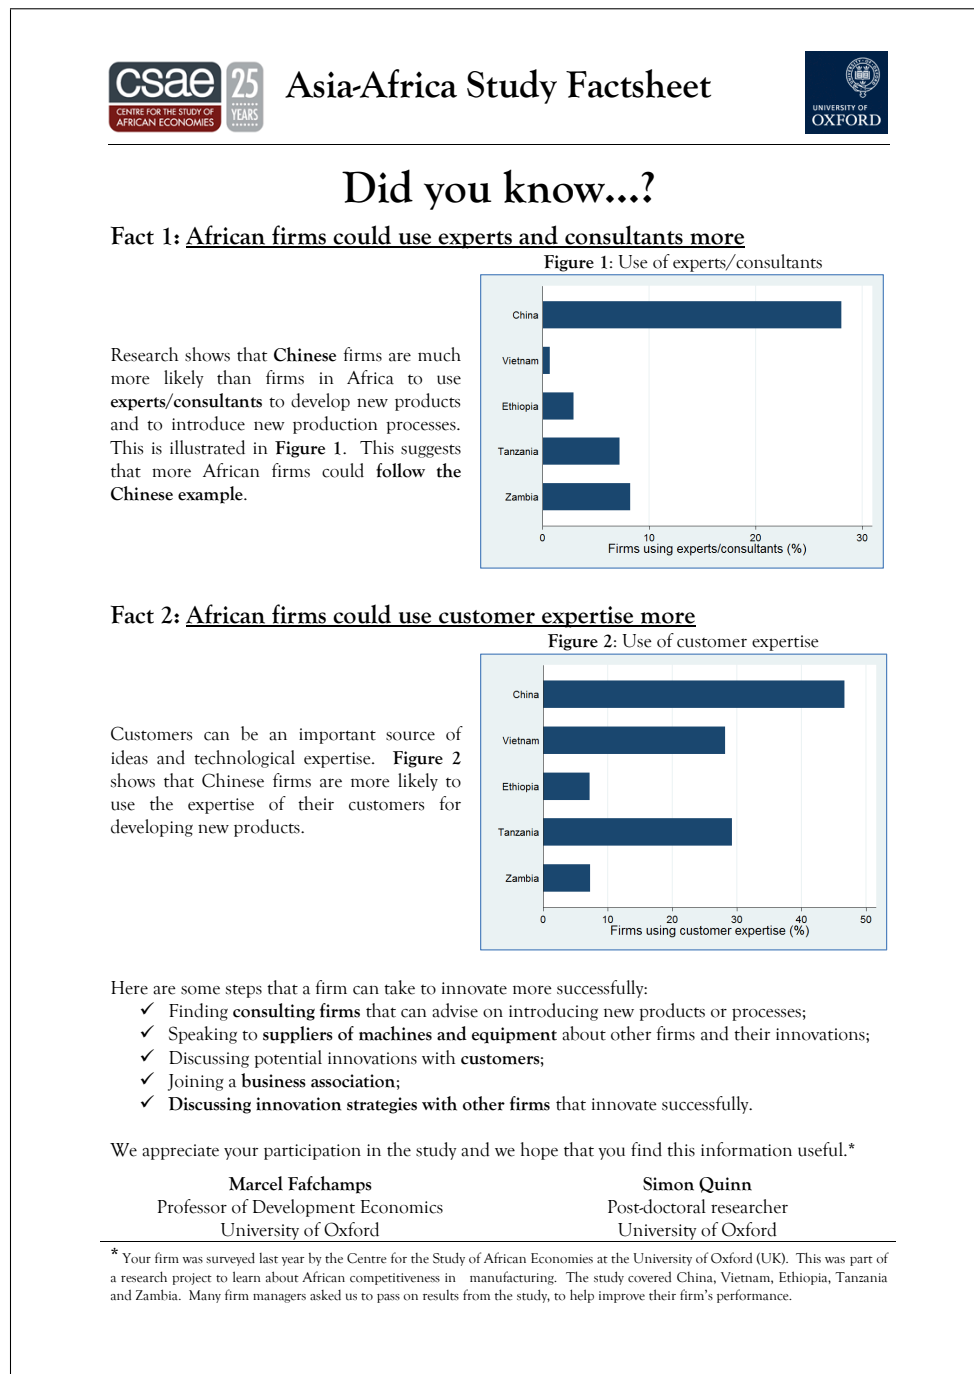 csae
25
CENTRE FOR THE STUDY OF
AFRICAN ECONOMIES
YEARS
Asia-Africa Study Factsheet
UNIVERSITY OF
OXFORD
Did you know...?
Fact 1: African firms could use experts and consultants more
Figure 1: Use of experts/consultants
Research shows that Chinese firms are much
more likely than firms in Africa to use
experts/consultants to develop new products
and to introduce new production processes.
This is illustrated in Figure 1. This suggests
that more African firms could follow the
Chinese example.
China
Vietnam
Ethiopia
Tanzania
Zambia
0 10 20 30
Firms using experts/consultants (%)
Fact 2: African firms could use customer expertise more
Figure 2: Use of customer expertise
Customers can be an important source of
ideas and technological expertise. Figure 2
shows that Chinese firms are more likely to
use the expertise of their customers for
developing new products.
China
Vietnam
Ethiopia
Tanzania
Zambia
0 10 20 30 40 50
Firms using customer expertise (%)
Here are some steps that a firm can take to innovate more successfully:
✓ Finding consulting firms that can advise on introducing new products or processes;
✓ Speaking to suppliers of machines and equipment about other firms and their innovations;
✓ Discussing potential innovations with customers;
✓ Joining a business association;
✓ Discussing innovation strategies with other firms that innovate successfully.
We appreciate your participation in the study and we hope that you find this information useful.*
Marcel Fafchamps
Professor of Development Economics
University of Oxford
Simon Quinn
Post-doctoral researcher
University of Oxford
* Your firm was surveyed last year by the Centre for the Study of African Economies at the University of Oxford (UK). This was part of
a research project to learn about African competitiveness in manufacturing. The study covered China, Vietnam, Ethiopia, Tanzania
and Zambia. Many firm managers asked us to pass on results from the study, to help improve their firm's performance.